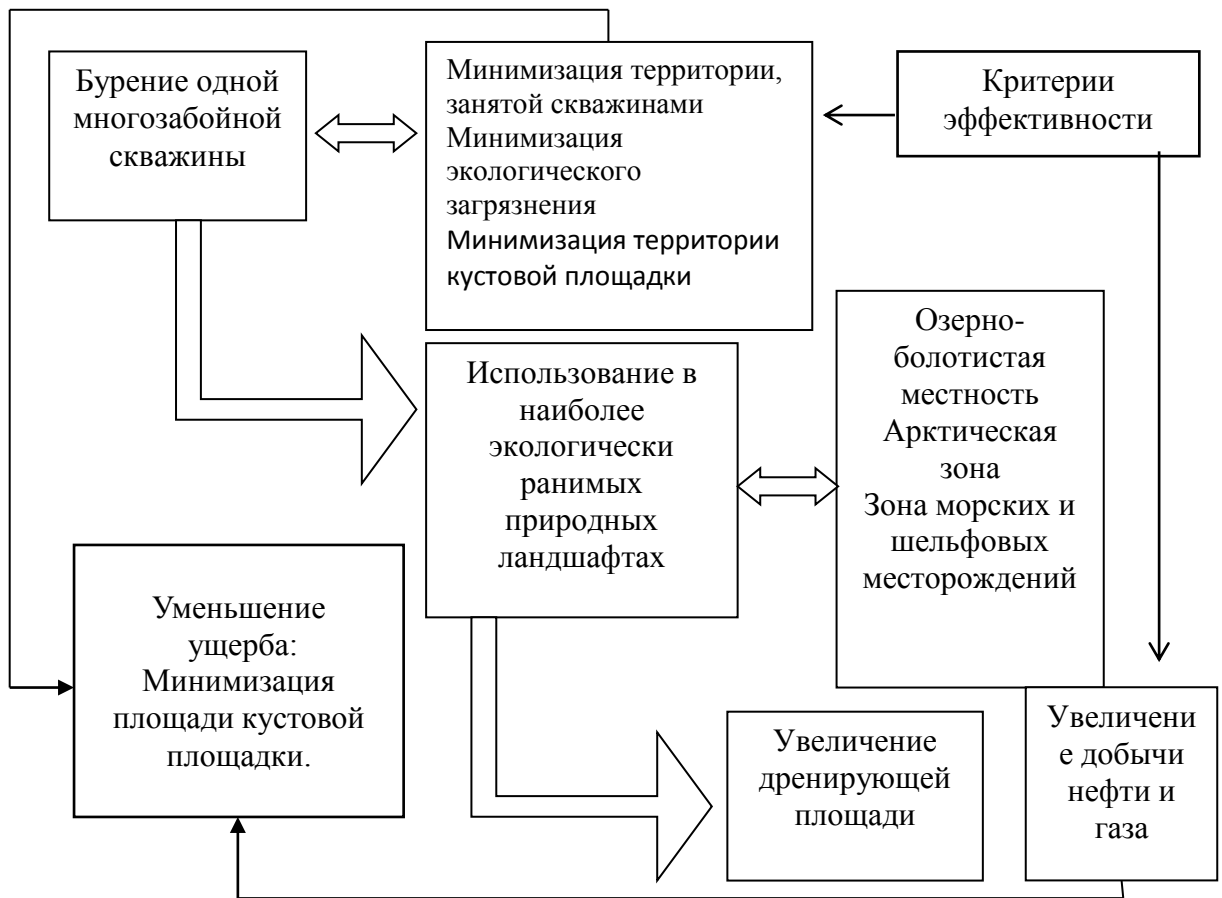 Бурение одной
многозабойной
скважины
Минимизация территории,
занятой скважинами
Минимизация
экологического
загрязнения
Минимизация территории
кустовой площадки
Критерии
эффективности
Использование в
наиболее
экологически
ранимых
природных
ландшафтах
Озерно-
болотистая
местность
Арктическая
зона
Зона морских и
шельфовых
месторождений
Уменьшение
ущерба:
Минимизация
площади кустовой
площадки.
Увеличение
дренирующей
площади
Увеличени
е добычи
нефти и
газа